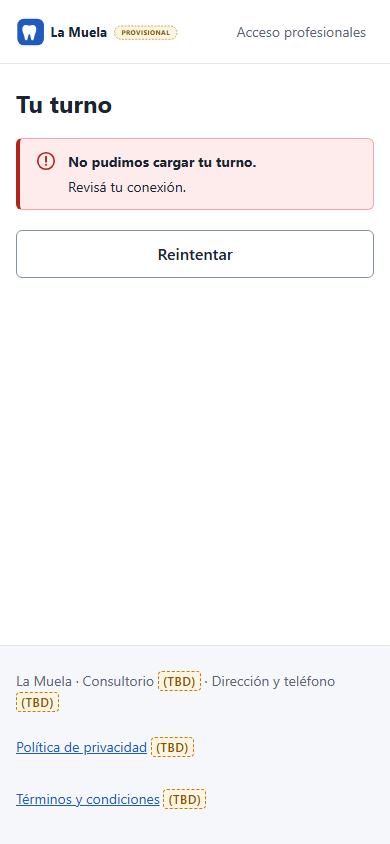 La Muela PROVISIONAL Acceso profesionales
Tu turno
No pudimos cargar tu turno.
Revisá tu conexión.
Reintentar
La Muela · Consultorio (TBD) · Dirección y teléfono
(TBD)
Política de privacidad (TBD)
Términos y condiciones (TBD)